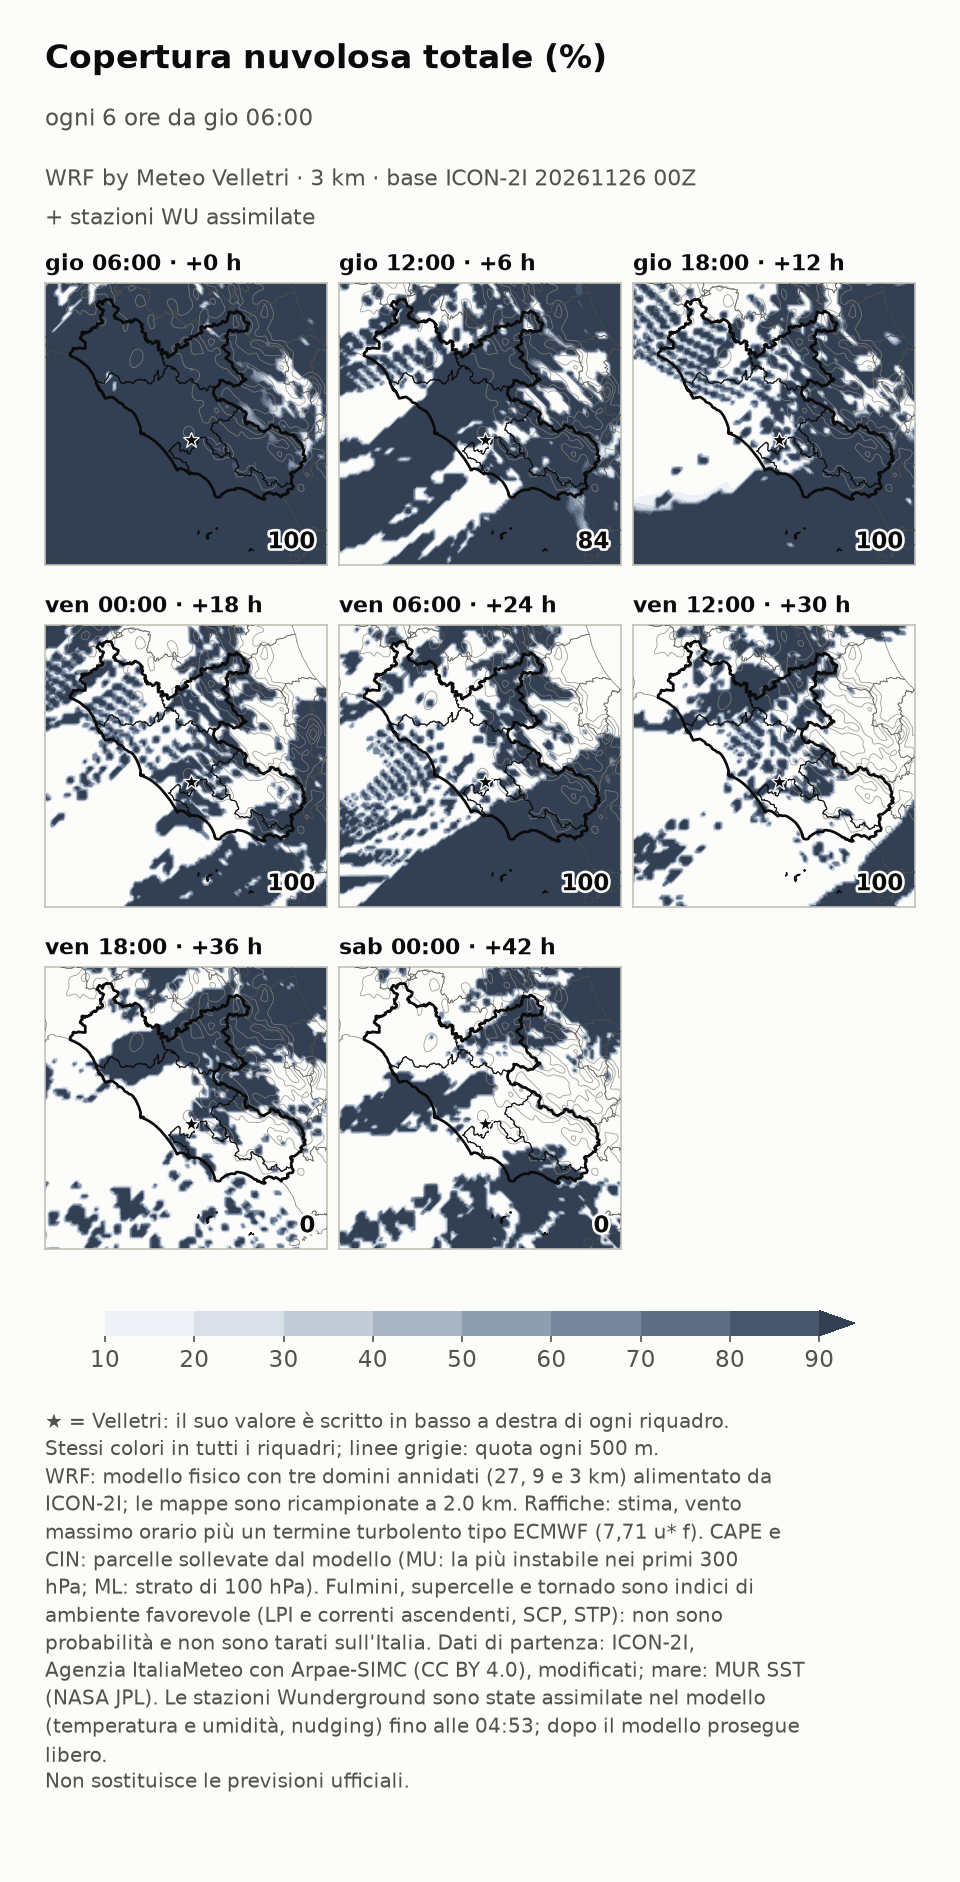 Copertura nuvolosa totale (%)
ogni 6 ore da gio 06:00
WRF by Meteo Velletri · 3 km · base ICON-2I 20261126 00Z
+ stazioni WU assimilate
gio 06:00 · +0 h
gio 12:00 · +6 h
gio 18:00 · +12 h
100
84
100
ven 00:00 · +18 h
ven 06:00 · +24 h
ven 12:00 · +30 h
100
100
100
ven 18:00 · +36 h
sab 00:00 · +42 h
0
0
10 20 30 40 50 60 70 80 90
★ = Velletri: il suo valore è scritto in basso a destra di ogni riquadro.
Stessi colori in tutti i riquadri; linee grigie: quota ogni 500 m.
WRF: modello fisico con tre domini annidati (27, 9 e 3 km) alimentato da
ICON-2I; le mappe sono ricampionate a 2.0 km. Raffiche: stima, vento
massimo orario più un termine turbolento tipo ECMWF (7,71 u* f). CAPE e
CIN: parcelle sollevate dal modello (MU: la più instabile nei primi 300
hPa; ML: strato di 100 hPa). Fulmini, supercelle e tornado sono indici di
ambiente favorevole (LPI e correnti ascendenti, SCP, STP): non sono
probabilità e non sono tarati sull'Italia. Dati di partenza: ICON-2I,
Agenzia ItaliaMeteo con Arpae-SIMC (CC BY 4.0), modificati; mare: MUR SST
(NASA JPL). Le stazioni Wunderground sono state assimilate nel modello
(temperatura e umidità, nudging) fino alle 04:53; dopo il modello prosegue
libero.
Non sostituisce le previsioni ufficiali.